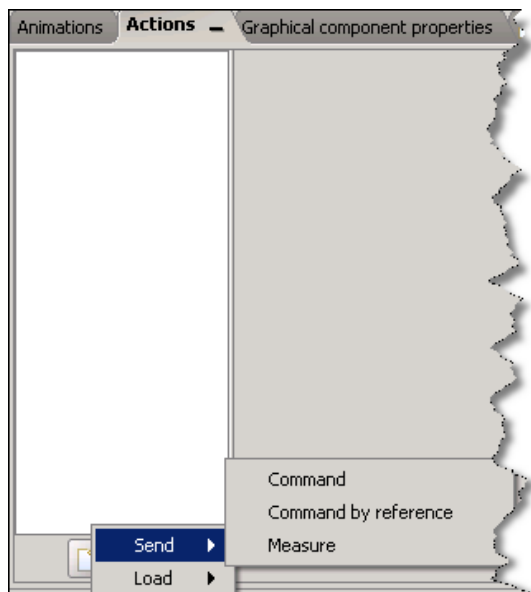 Animations Actions Graphical component properties
Command
Command by reference
Send Measure
Load